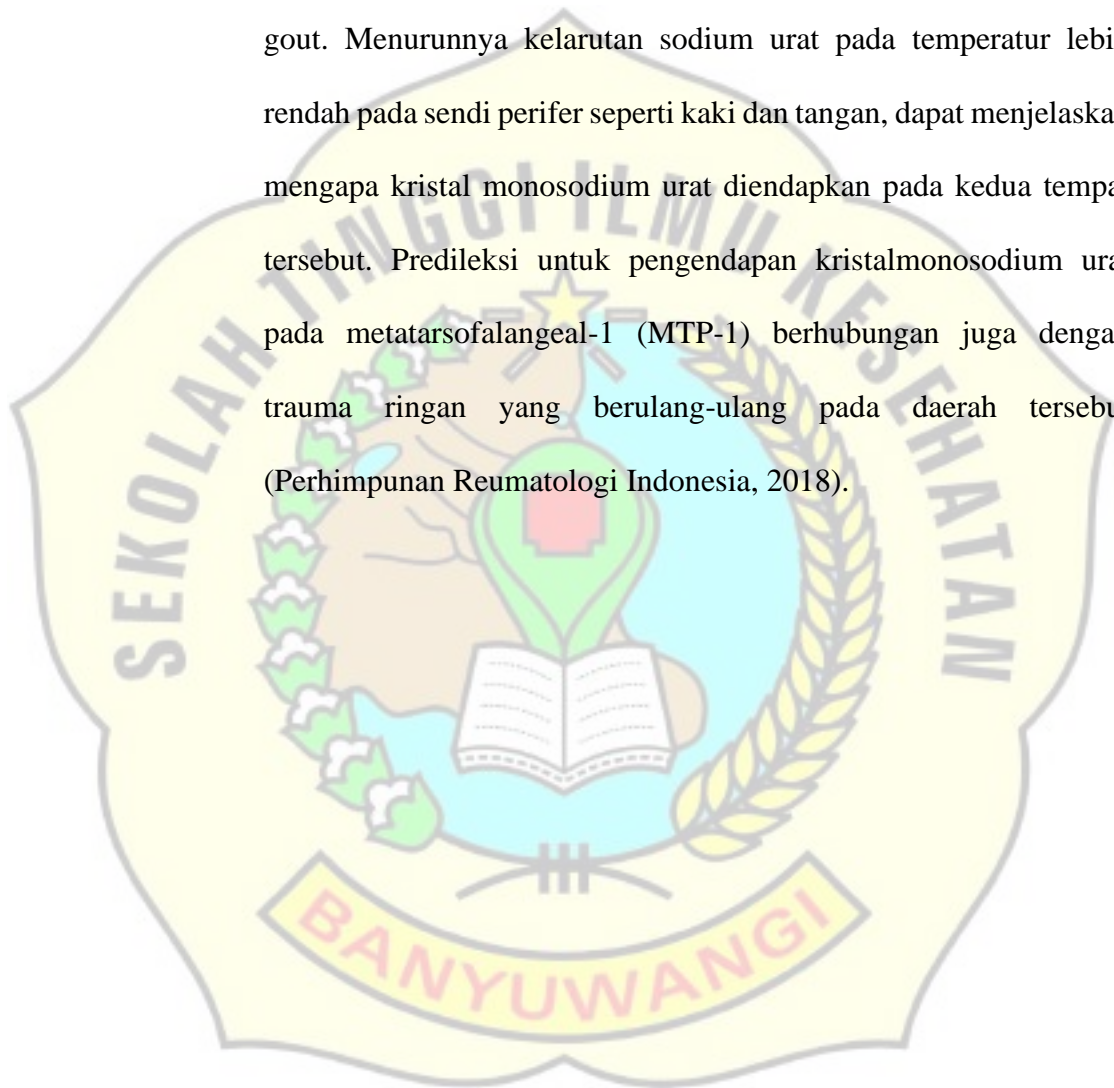 gout. Menurunnya kelarutan sodium urat pada temperatur lebi
rendah pada sendi perifer seperti kaki dan tangan, dapat menjelaska
mengapa kristal monosodium urat diendapkan pada kedua tempa
tersebut. Predileksi untuk pengendapan kristalmonosodium ura
pada metatarsofalangeal-1 (MTP-1) berhubungan juga denga
trauma ringan yang berulang-ulang pada daerah tersebu
(Perhimpunan Reumatologi Indonesia, 2018).
SEKOLAH TINGGI ILMU KESEHATAN
BANYUWANGI